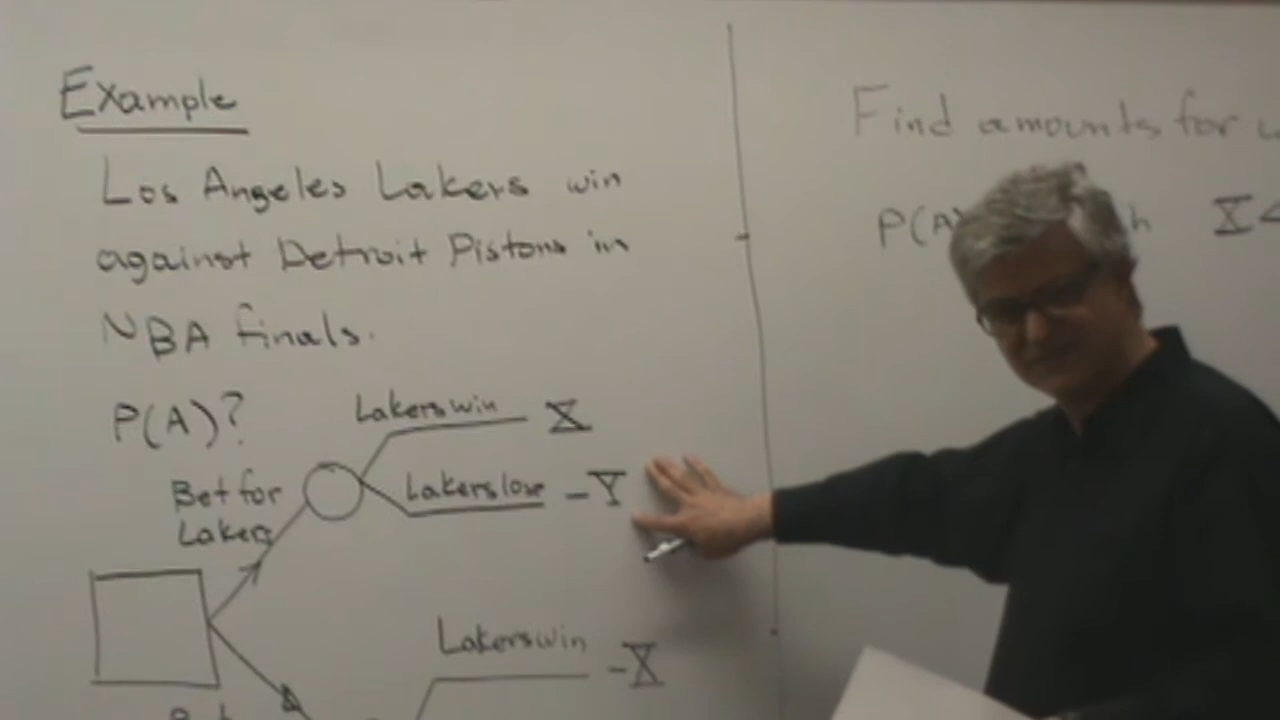 Example
Los Angeles Lakers win
against Detroit Pistons in
NBA finals.
P(A)?
Lakers win X
Bet for
Lakers
Lakers lose -Y
Lakers win -X
Find amounts for
P(A) X<